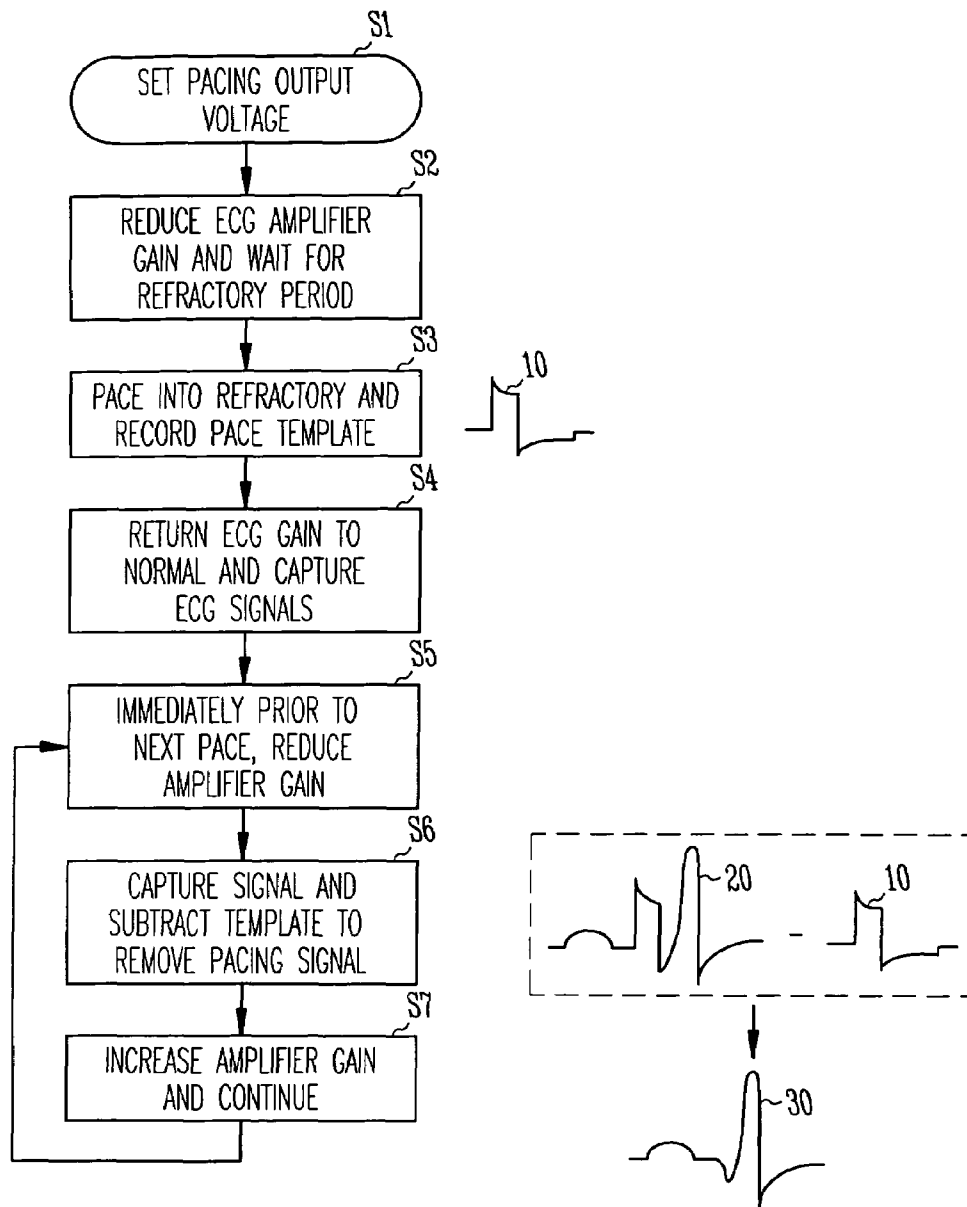 S1
SET PACING OUTPUT
VOLTAGE
S2
REDUCE ECG AMPLIFIER
GAIN AND WAIT FOR
REFRACTORY PERIOD
S3
PACE INTO REFRACTORY AND
RECORD PACE TEMPLATE
10
S4
RETURN ECG GAIN TO
NORMAL AND CAPTURE
ECG SIGNALS
S5
IMMEDIATELY PRIOR TO
NEXT PACE, REDUCE
AMPLIFIER GAIN
S6
CAPTURE SIGNAL AND
SUBTRACT TEMPLATE TO
REMOVE PACING SIGNAL
20
-
10
S7
INCREASE AMPLIFIER GAIN
AND CONTINUE
30